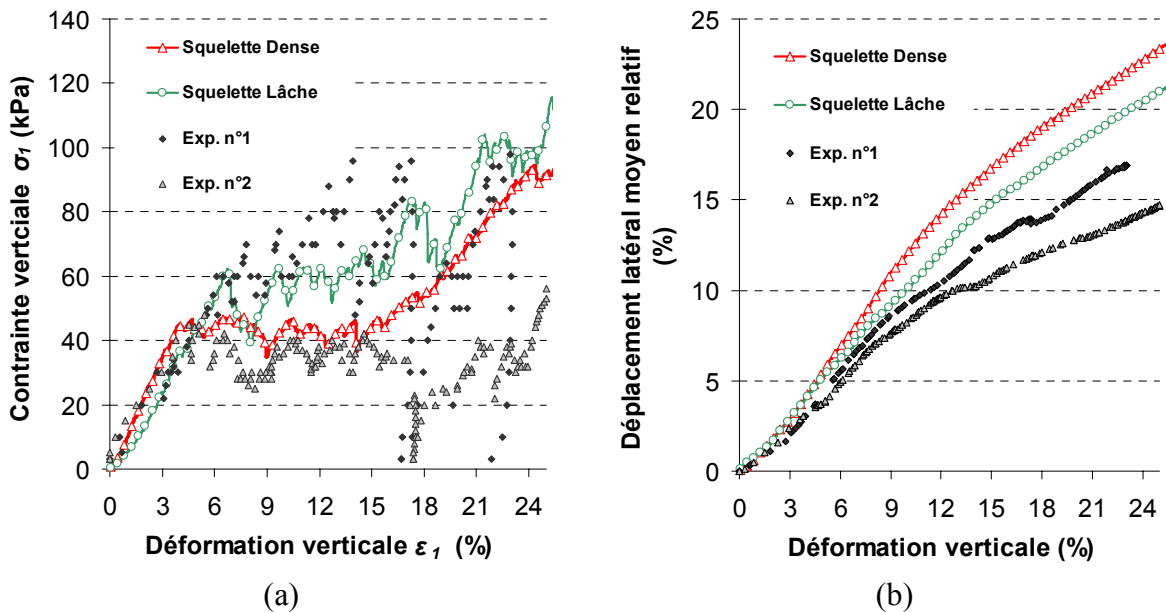 140
120
100
80
60
40
20
0
Contrainte vertciale σ1 (kPa)
Squelette Dense
Squelette Lâche
Exp. n°1
Exp. n°2
0 3 6 9 12 15 18 21 24
Déformation verticale ε1 (%)
(a)
25
20
15
10
5
0
Déplacement latéral moyen relatif
(%)
Squelette Dense
Squelette Lâche
Exp. n°1
Exp. n°2
0 3 6 9 12 15 18 21 24
Déformation verticale (%)
(b)